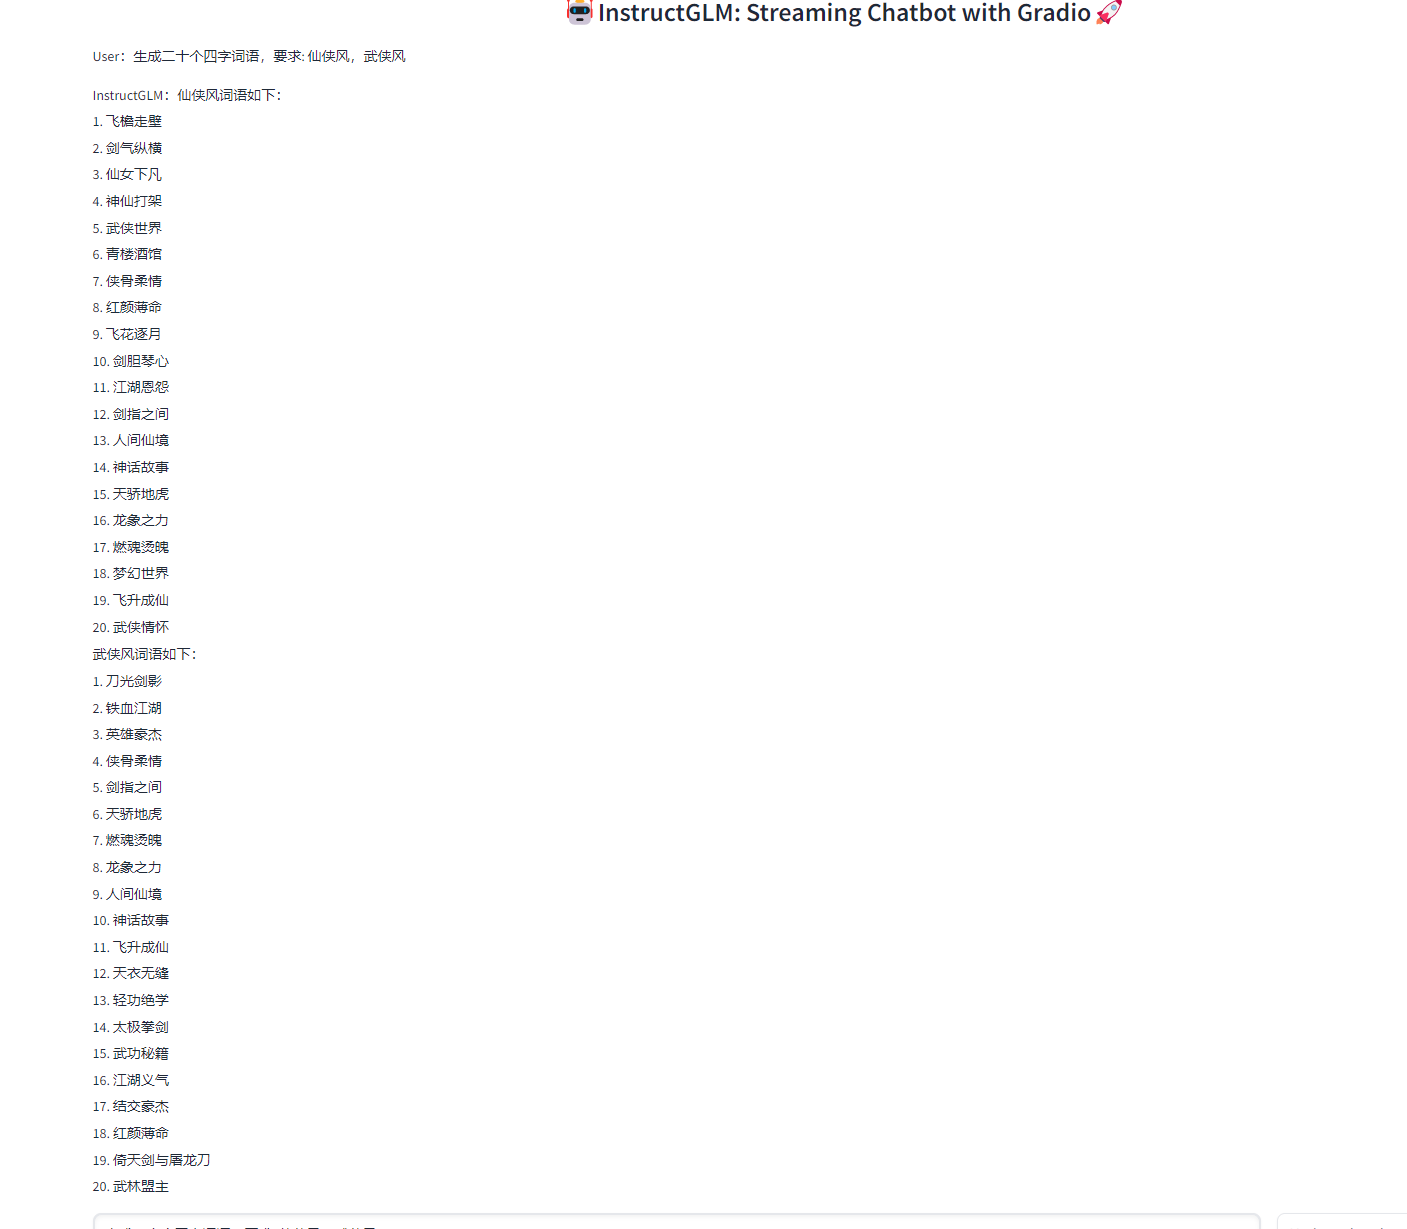 🤖 InstructGLM: Streaming Chatbot with Gradio 🚀
User：生成二十个四字词语，要求: 仙侠风，武侠风
InstructGLM：仙侠风词语如下：
1. 飞檐走壁
2. 剑气纵横
3. 仙女下凡
4. 神仙打架
5. 武侠世界
6. 青楼酒馆
7. 侠骨柔情
8. 红颜薄命
9. 飞花逐月
10. 剑胆琴心
11. 江湖恩怨
12. 剑指之间
13. 人间仙境
14. 神话故事
15. 天骄地虎
16. 龙象之力
17. 燃魂烫魄
18. 梦幻世界
19. 飞升成仙
20. 武侠情怀
武侠风词语如下：
1. 刀光剑影
2. 铁血江湖
3. 英雄豪杰
4. 侠骨柔情
5. 剑指之间
6. 天骄地虎
7. 燃魂烫魄
8. 龙象之力
9. 人间仙境
10. 神话故事
11. 飞升成仙
12. 天衣无缝
13. 轻功绝学
14. 太极拳剑
15. 武功秘籍
16. 江湖义气
17. 结交豪杰
18. 红颜薄命
19. 倚天剑与屠龙刀
20. 武林盟主